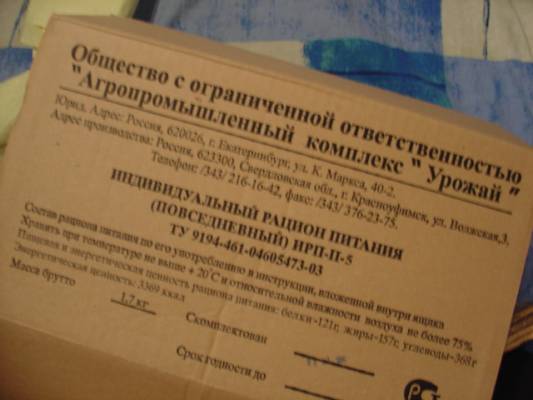 Общество с ограниченной ответственностью
"Агропромышленный комплекс "Урожай"
Юрид. Адрес: Россия, 620026, г. Екатеринбург, ул. К. Маркса, 40-2.
Адрес производства: Россия, 623300, Свердловская обл., г. Красноуфимск, ул. Волжская,3,
Телефон: /343/ 216-16-42, факс: /343/ 376-23-75.
ИНДИВИДУАЛЬНЫЙ РАЦИОН ПИТАНИЯ
(ПОВСЕДНЕВНЫЙ) ИРП-П-5
ТУ 9194-461-04605473-03
Состав рациона питания по его употреблению в инструкции, вложенной внутри ящика
Хранить при температуре не выше + 20°С и относительной влажности воздуха не более 75%
Пищевая и энергетическая ценность рациона питания: белки-121г, жиры-157г, углеводы-368г
Энергетическая ценность: 3369 ккал
Масса брутто 1,7 кг
Скомплектован
Срок годности до